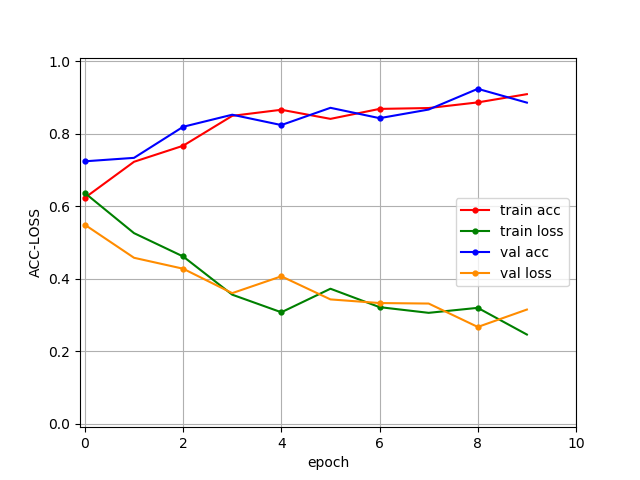 1.0
0.8
0.6
0.4
0.2
0.0
ACC-LOSS
train acc
train loss
val acc
val loss
0 2 4 6 8 10
epoch